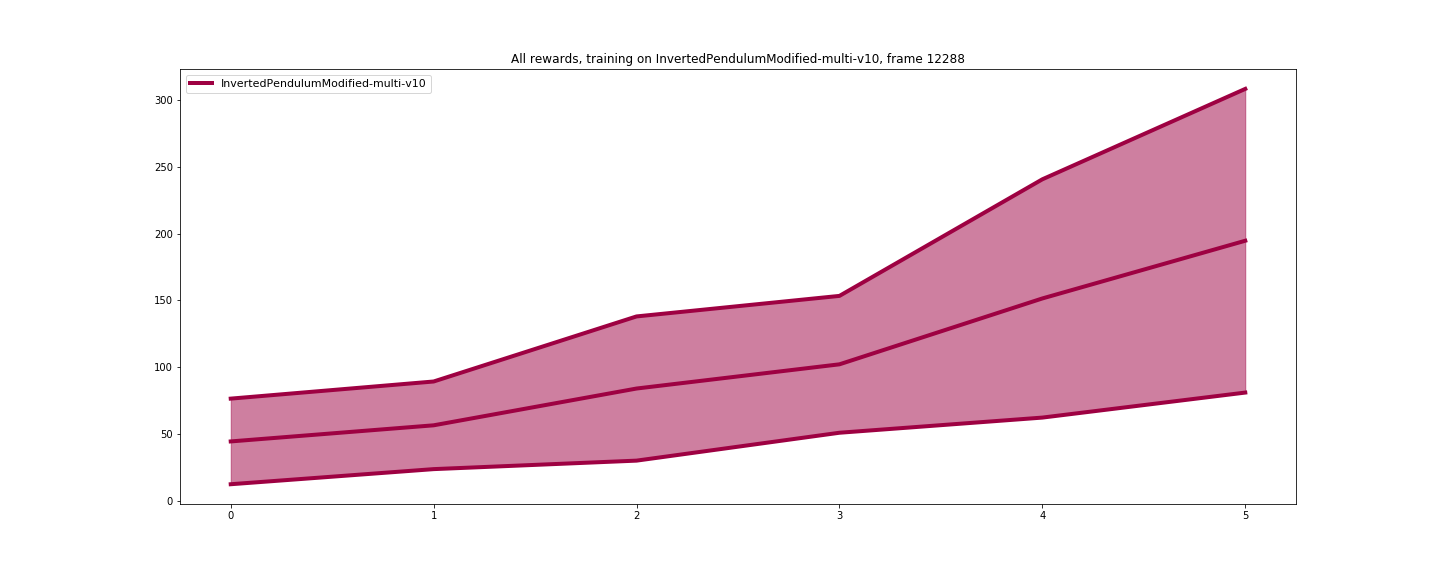 All rewards, training on InvertedPendulumModified-multi-v10, frame 12288
InvertedPendulumModified-multi-v10
300
250
200
150
100
50
0
0 1 2 3 4 5